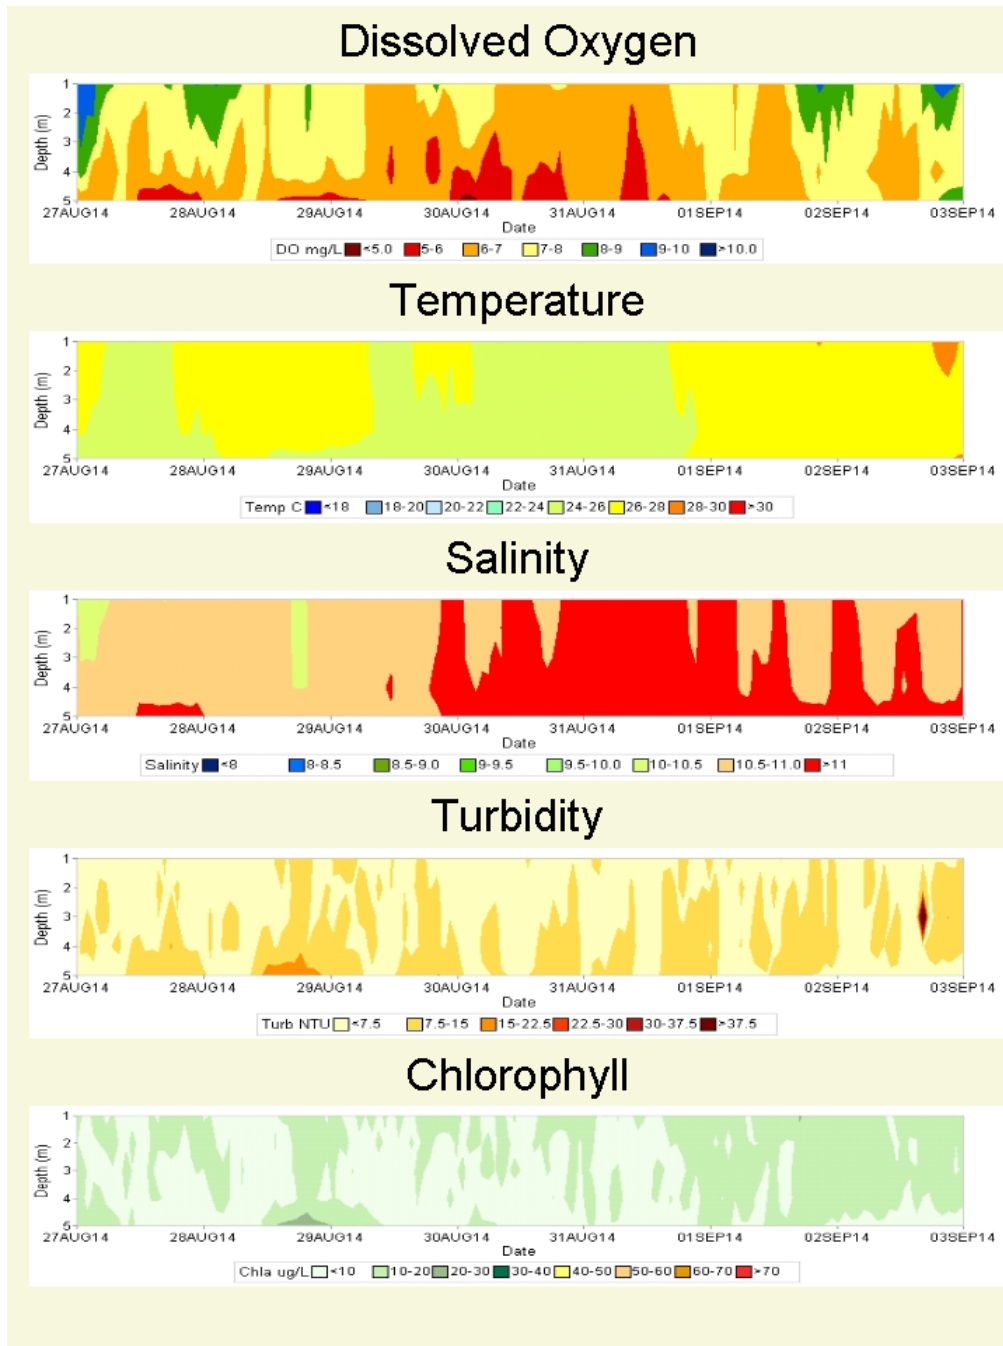 Dissolved Oxygen
1
2
3
4
5
Depth (m)
27AUG14 28AUG14 29AUG14 30AUG14 31AUG14 01SEP14 02SEP14 03SEP14
Date
DO mg/L <5.0 5-6 6-7 7-8 8-9 9-10 >10.0
Temperature
1
2
3
4
5
Depth (m)
27AUG14 28AUG14 29AUG14 30AUG14 31AUG14 01SEP14 02SEP14 03SEP14
Date
Temp C <18 18-20 20-22 22-24 24-26 26-28 28-30 >30
Salinity
1
2
3
4
5
Depth (m)
27AUG14 28AUG14 29AUG14 30AUG14 31AUG14 01SEP14 02SEP14 03SEP14
Date
Salinity <8 8-8.5 8.5-9.0 9-9.5 9.5-10.0 10-10.5 10.5-11.0 >11
Turbidity
1
2
3
4
5
Depth (m)
27AUG14 28AUG14 29AUG14 30AUG14 31AUG14 01SEP14 02SEP14 03SEP14
Date
Turb NTU <7.5 7.5-15 15-22.5 22.5-30 30-37.5 >37.5
Chlorophyll
1
2
3
4
5
Depth (m)
27AUG14 28AUG14 29AUG14 30AUG14 31AUG14 01SEP14 02SEP14 03SEP14
Date
Chla ug/L <10 10-20 20-30 30-40 40-50 50-60 60-70 >70